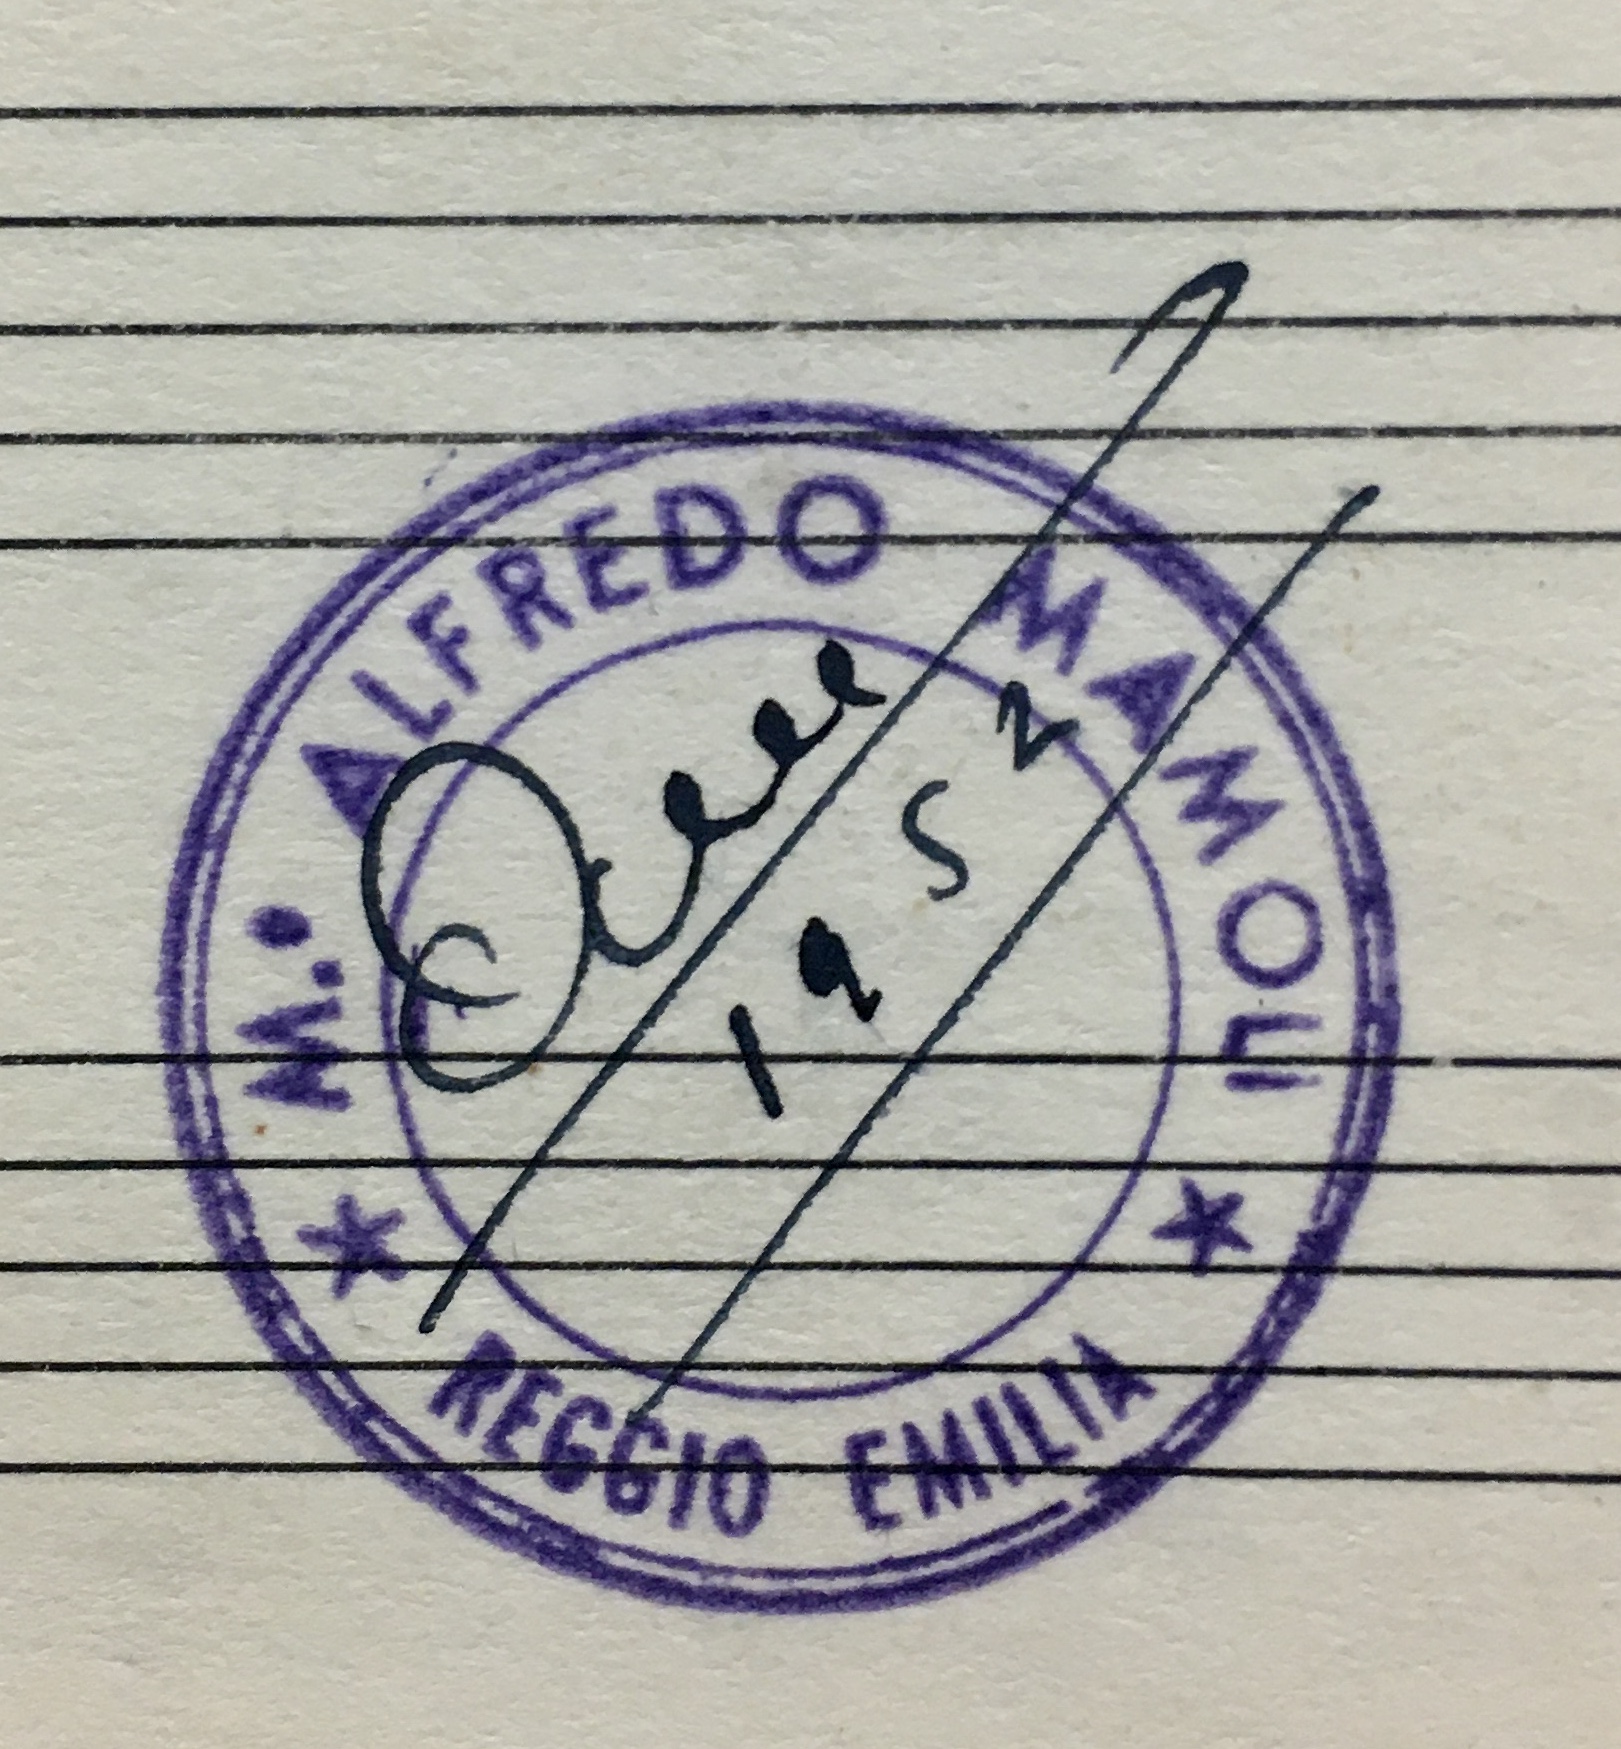 M.° ALFREDO MAMOLI
★ REGGIO EMILIA ★
1952